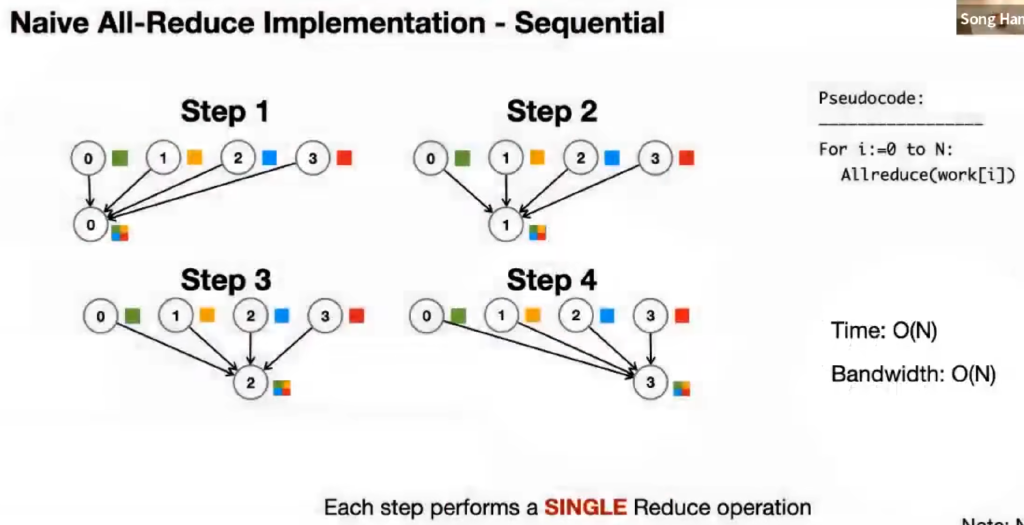 Naive All-Reduce Implementation - Sequential
Song Han
Step 1
0 1 2 3
0
Step 2
0 1 2 3
1
Pseudocode:
For i:=0 to N:
Allreduce(work[i])
Step 3
0 1 2 3
2
Step 4
0 1 2 3
3
Time: O(N)
Bandwidth: O(N)
Each step performs a SINGLE Reduce operation